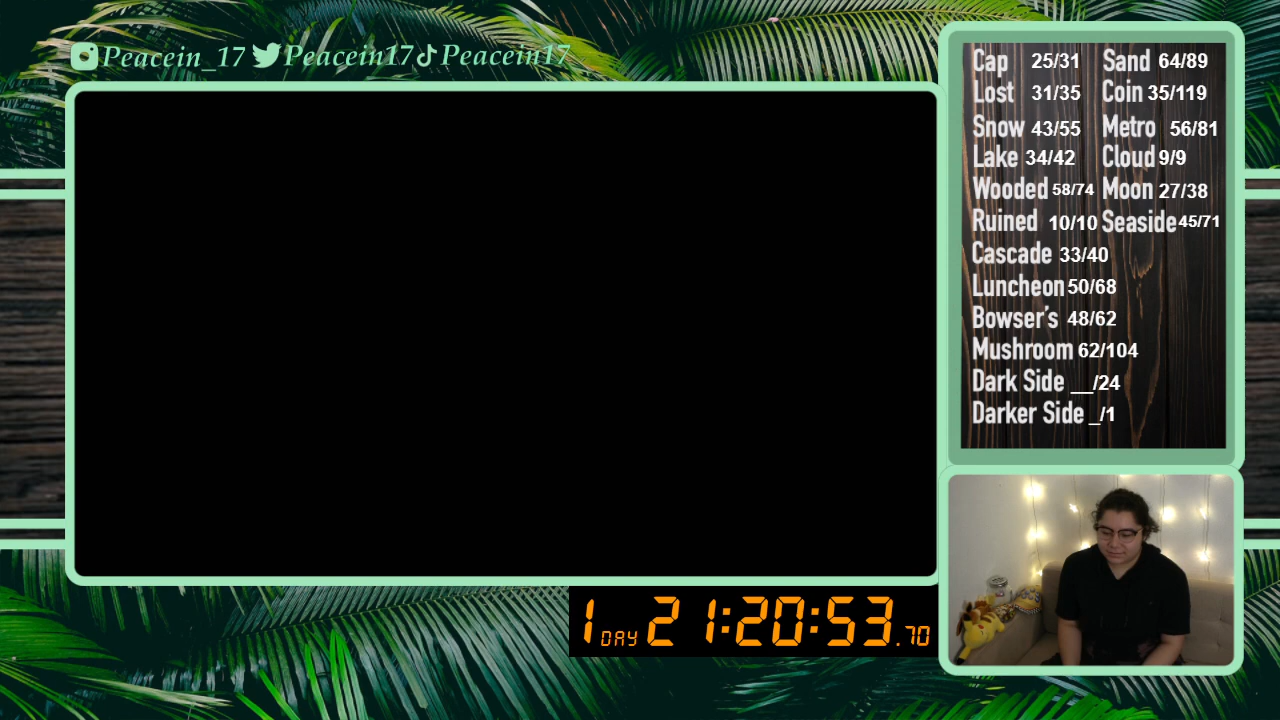 Peacein_17 Peacein17 Peacein17
Cap 25/31 Sand 64/89
Lost 31/35 Coin 35/119
Snow 43/55 Metro 56/81
Lake 34/42 Cloud 9/9
Wooded 58/74 Moon 27/38
Ruined 10/10 Seaside 45/71
Cascade 33/40
Luncheon 50/68
Bowser's 48/62
Mushroom 62/104
Dark Side __/24
Darker Side _/1
1 DAY 21:20:53.70